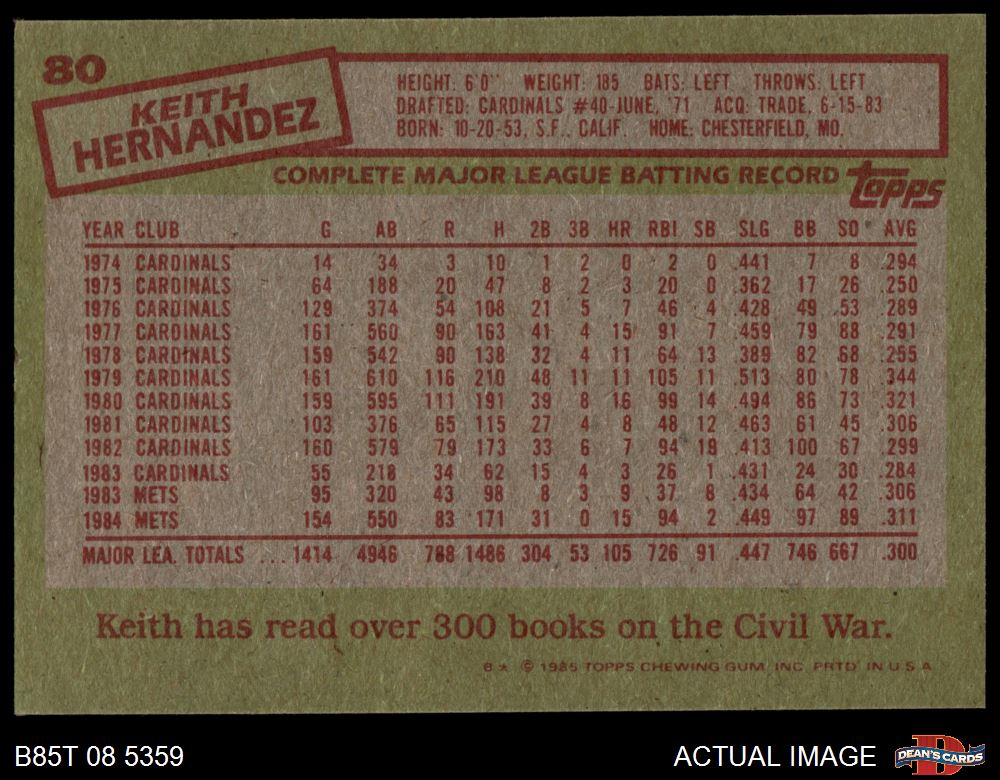 80
KEITH
HERNANDEZ
HEIGHT: 6'0" WEIGHT: 185 BATS: LEFT THROWS: LEFT
DRAFTED: CARDINALS #40-JUNE, '71 ACQ: TRADE, 6-15-83
BORN: 10-20-53, S.F., CALIF. HOME: CHESTERFIELD, MO.
COMPLETE MAJOR LEAGUE BATTING RECORD topps
YEAR CLUB G AB R H 2B 3B HR RBI SB SLG BB SO AVG
1974 CARDINALS 14 34 3 10 1 2 0 2 0 .441 7 8 .294
1975 CARDINALS 64 188 20 47 8 2 3 20 0 .362 17 26 .250
1976 CARDINALS 129 374 54 108 21 5 7 46 4 .428 49 53 .289
1977 CARDINALS 161 560 90 163 41 4 15 91 7 .459 79 88 .291
1978 CARDINALS 159 542 90 138 32 4 11 64 13 .389 82 68 .255
1979 CARDINALS 161 610 116 210 48 11 11 105 11 .513 80 78 .344
1980 CARDINALS 159 595 111 191 39 8 16 99 14 .494 86 73 .321
1981 CARDINALS 103 376 65 115 27 4 8 48 12 .463 61 45 .306
1982 CARDINALS 160 579 79 173 33 6 7 94 19 .413 100 67 .299
1983 CARDINALS 55 218 34 62 15 4 3 26 1 .431 24 30 .284
1983 METS 95 320 43 98 8 3 9 37 8 .434 64 42 .306
1984 METS 154 550 83 171 31 0 15 94 2 .449 97 89 .311
MAJOR LEA. TOTALS ... 1414 4946 788 1486 304 53 105 726 91 .447 746 667 .300
Keith has read over 300 books on the Civil War.
B* © 1985 TOPPS CHEWING GUM, INC. PRTD. IN U.S.A.
B85T 08 5359 ACTUAL IMAGE D DEAN'S CARDS